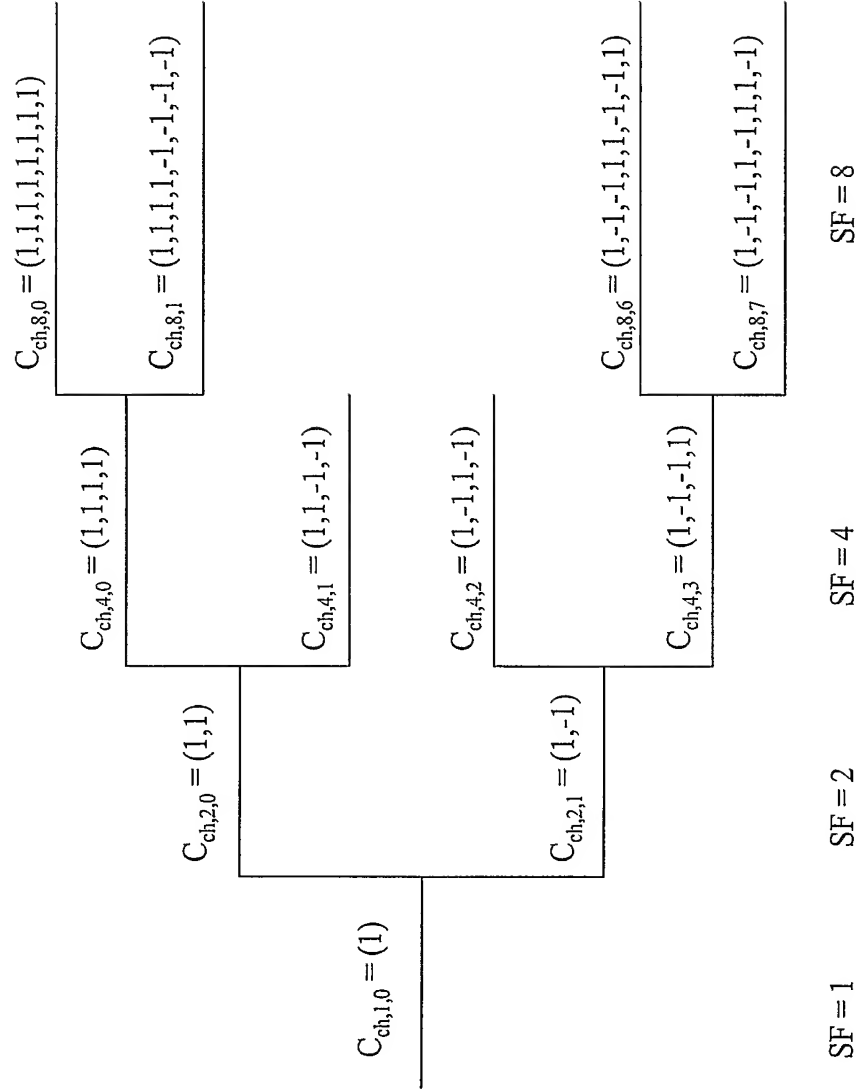 C_ch,8,0 = (1,1,1,1,1,1,1,1)
C_ch,4,0 = (1,1,1,1)
C_ch,8,1 = (1,1,1,1,-1,-1,-1,-1)
C_ch,2,0 = (1,1)
C_ch,4,1 = (1,1,-1,-1)
C_ch,1,0 = (1)
C_ch,4,2 = (1,-1,1,-1)
C_ch,2,1 = (1,-1)
C_ch,8,6 = (1,-1,-1,1,1,-1,-1,1)
C_ch,4,3 = (1,-1,-1,1)
C_ch,8,7 = (1,-1,-1,1,-1,1,1,-1)
SF = 1 SF = 2 SF = 4 SF = 8